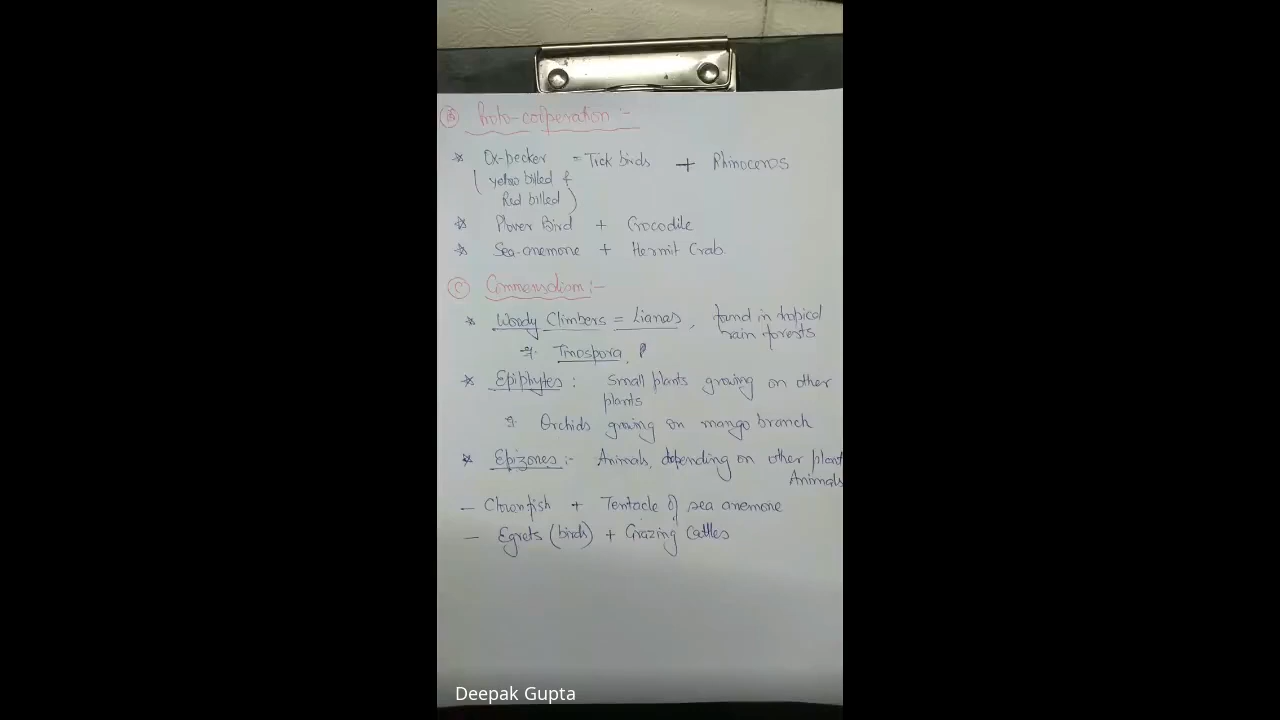 Ⓑ Proto-cooperation :-
* Ox-pecker = Tick birds + Rhinoceros
( yellow billed &
Red billed )
* Plover Bird + Crocodile
* Sea-anemone + Hermit Crab
Ⓒ Commensalism :-
* Woody Climbers = Lianas, found in tropical
rain forests
eg. Tinospora,
* Epiphytes : Small plants growing on other
plants
eg. Orchids growing on mango branch
* Epizones :- Animals, depending on other plant
Animals
- Clownfish + Tentacle of sea anemone
- Egrets (birds) + Grazing Cattles
Deepak Gupta